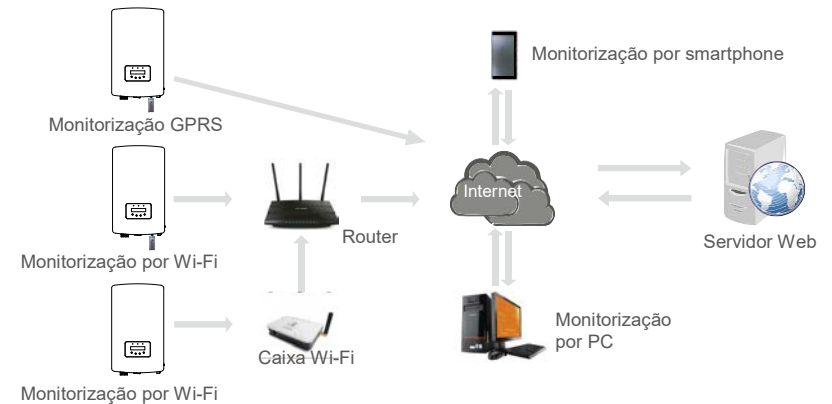 Monitorização por smartphone
Monitorização GPRS
Internet
Router
Servidor Web
Monitorização por Wi-Fi
Monitorização
por PC
Caixa Wi-Fi
Monitorização por Wi-Fi